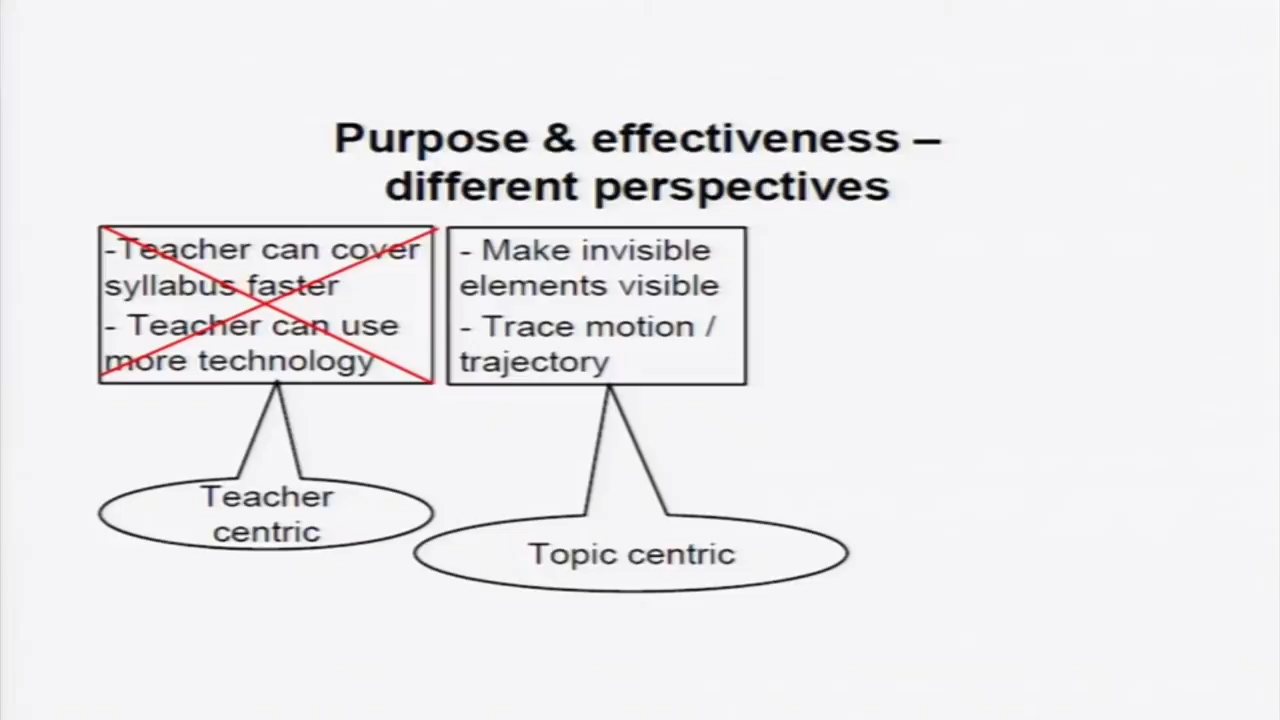 Purpose & effectiveness –
different perspectives
-Teacher can cover
syllabus faster
- Teacher can use
more technology
- Make invisible
elements visible
- Trace motion /
trajectory
Teacher
centric
Topic centric